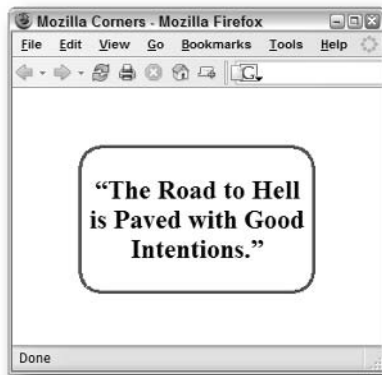 Mozilla Corners - Mozilla Firefox
File Edit View Go Bookmarks Tools Help
G
“The Road to Hell
is Paved with Good
Intentions.”
Done